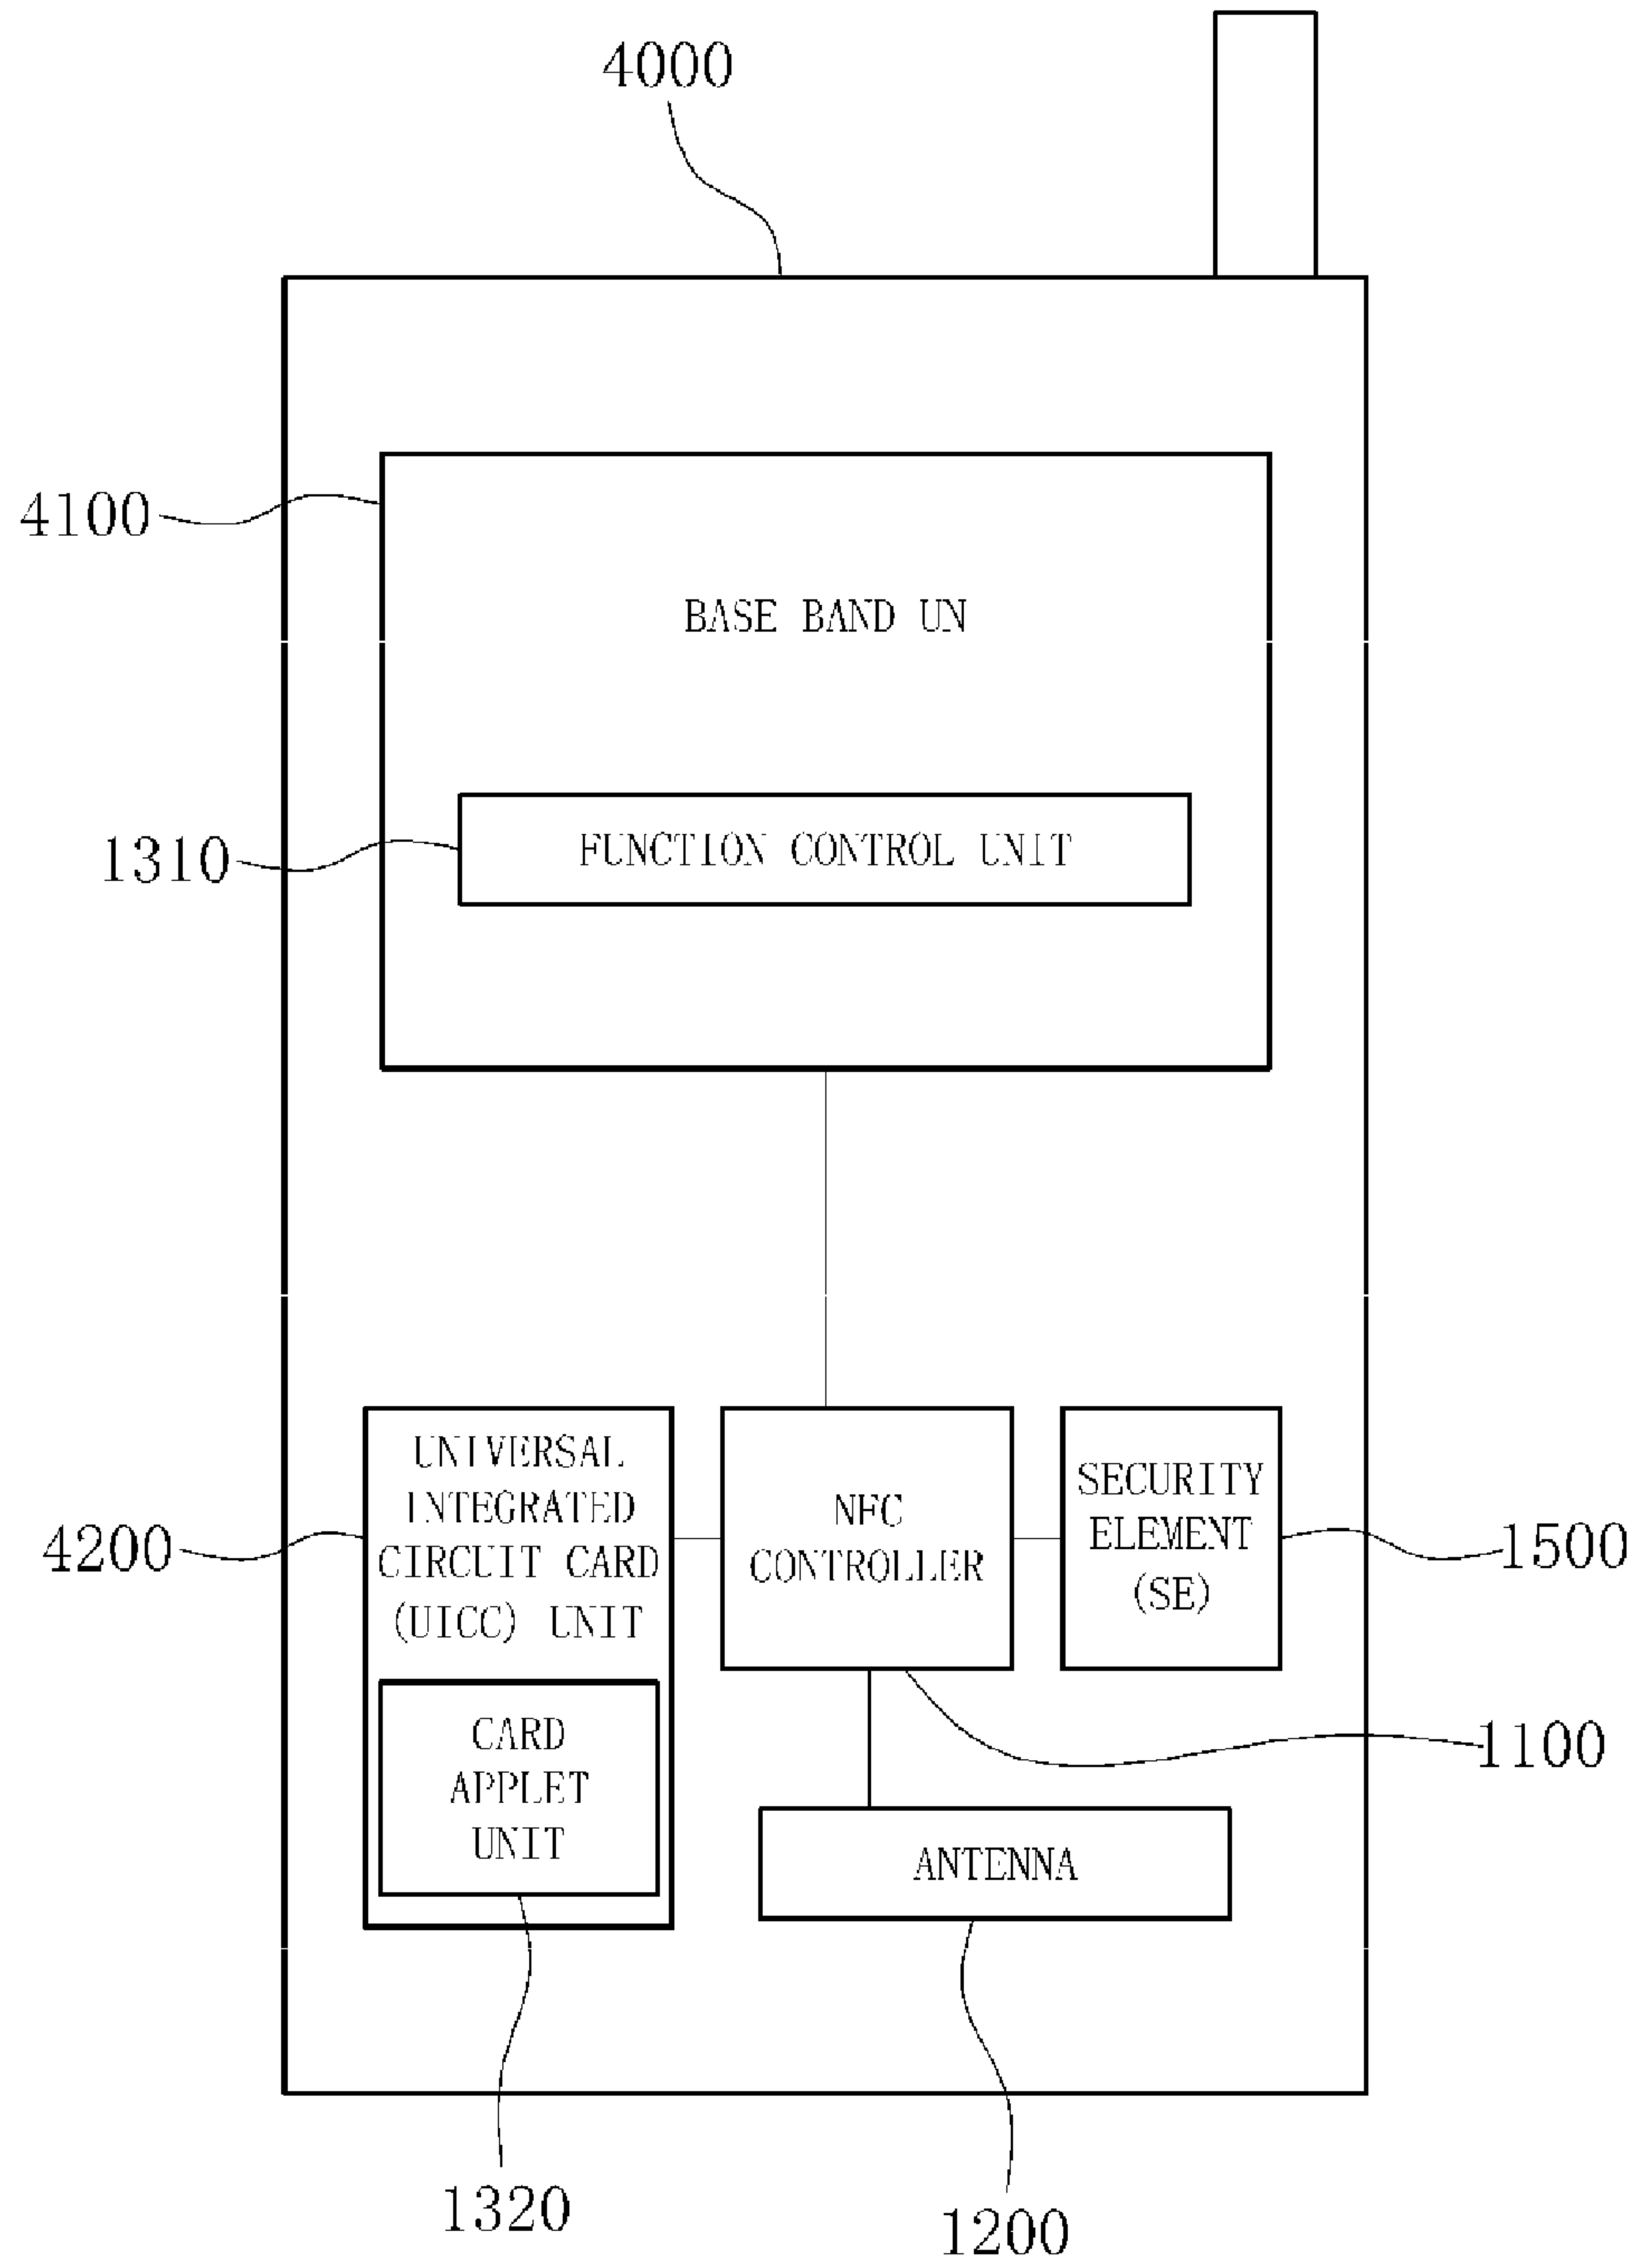 4000
4100
BASE BAND UN
1310
FUNCTION CONTROL UNIT
4200
UNIVERSAL
INTEGRATED
CIRCUIT CARD
(UICC) UNIT
CARD
APPLET
UNIT
NFC
CONTROLLER
SECURITY
ELEMENT
(SE)
1500
1100
ANTENNA
1320
1200